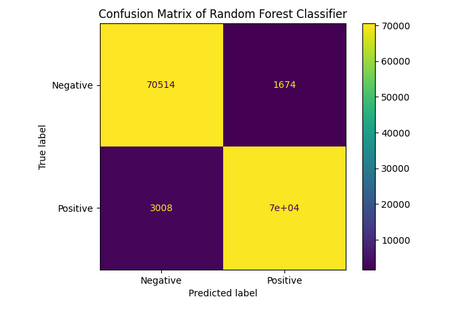 Confusion Matrix of Random Forest Classifier
70000
Negative
70514
1674
60000
50000
True label
40000
30000
Positive
3008
7e+04
20000
10000
Negative
Positive
Predicted label